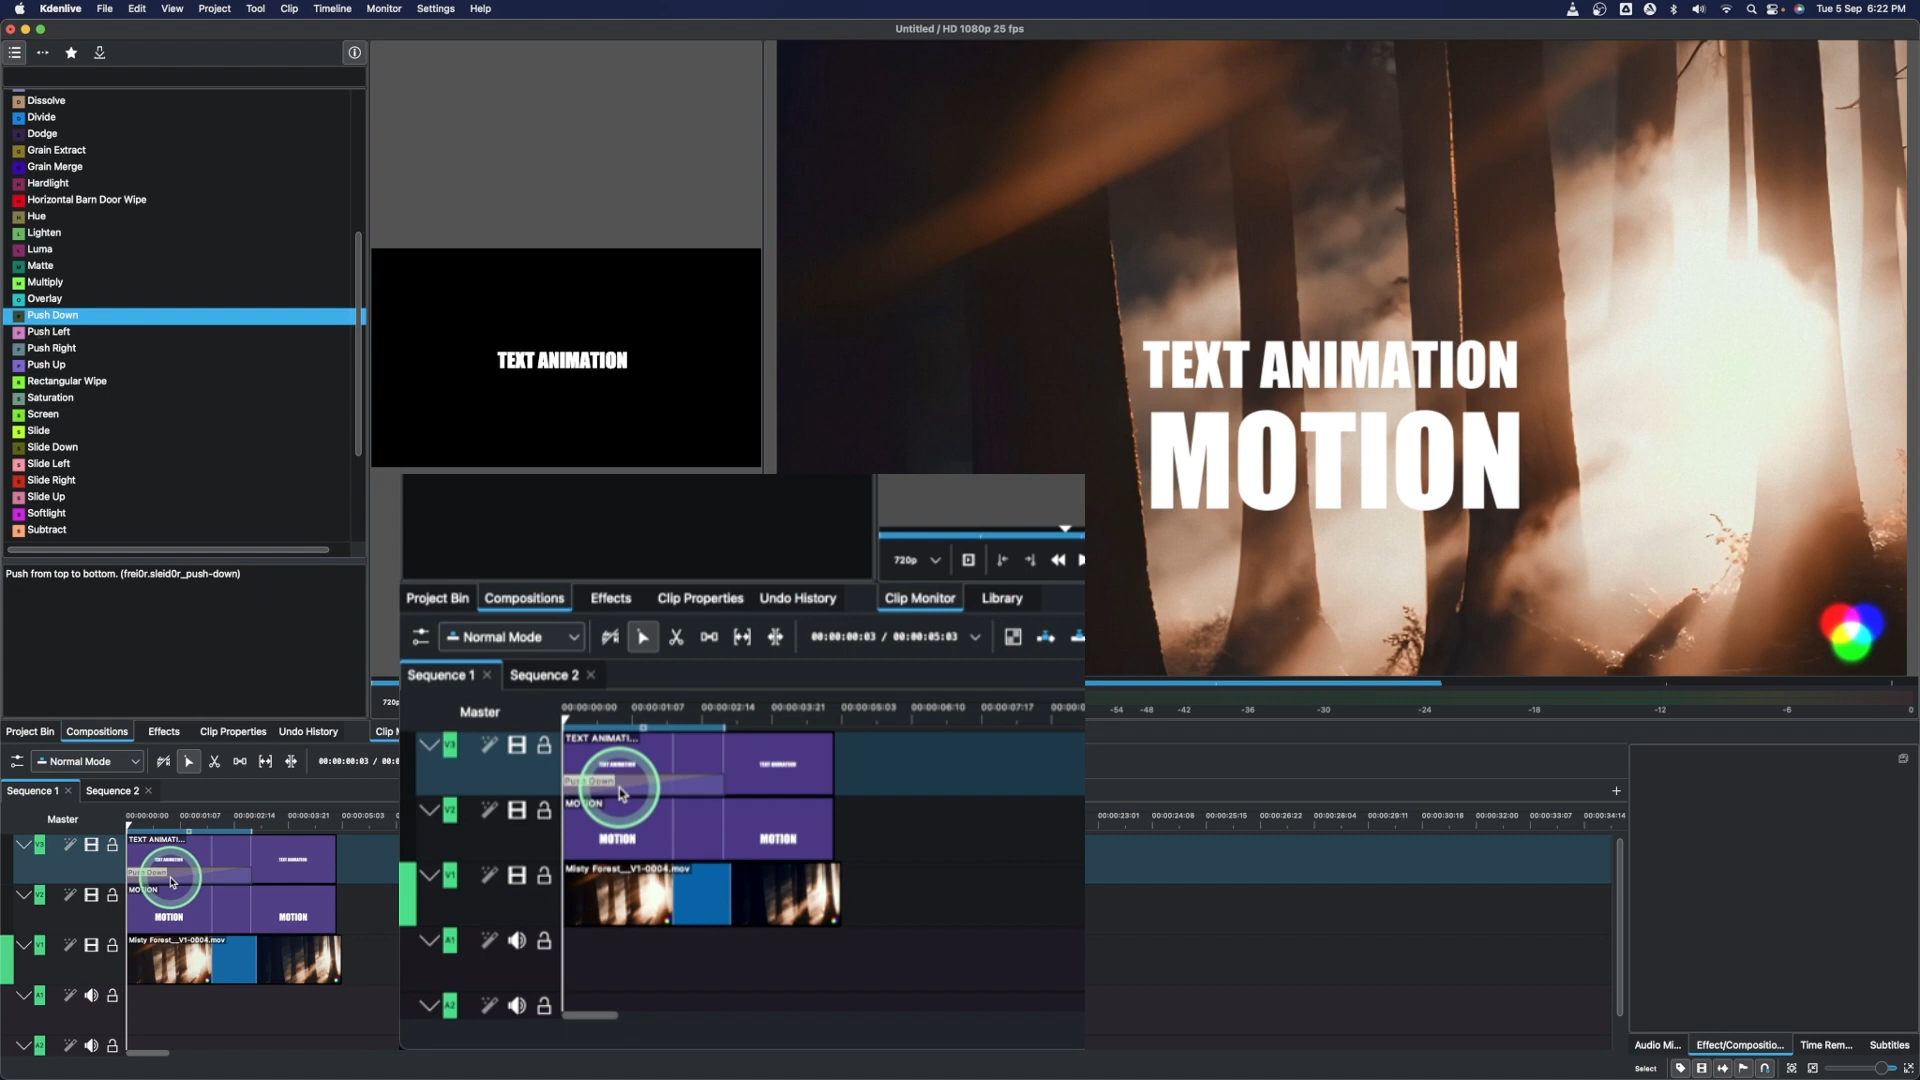 Kdenlive File Edit View Project Tool Clip Timeline Monitor Settings Help
Tue 5 Sep 6:22 PM
Untitled / HD 1080p 25 fps
Dissolve
Divide
Dodge
Grain Extract
Grain Merge
Hardlight
Horizontal Barn Door Wipe
Hue
Lighten
Luma
Matte
Multiply
Overlay
Push Down
Push Left
Push Right
Push Up
Rectangular Wipe
Saturation
Screen
Slide
Slide Down
Slide Left
Slide Right
Slide Up
Softlight
Subtract
Push from top to bottom. (frei0r.sleid0r_push-down)
TEXT ANIMATION
TEXT ANIMATION
MOTION
720p
Project Bin Compositions Effects Clip Properties Undo History Clip Monitor Library
Normal Mode 00:00:00:03 / 00:00:05:03
Sequence 1 Sequence 2
Master 00:00:00:00 00:00:01:07 00:00:02:14 00:00:03:21 00:00:05:03 00:00:06:10 00:00:07:17
V3 TEXT ANIMATI...
TEXT ANIMATION TEXT ANIMATION
Push Down
V2 MOTION
MOTION MOTION
V1 Misty Forest__V1-0004.mov
A1
A2
720p
-54 -48 -42 -36 -30 -24 -18 -12 -6 0
Project Bin Compositions Effects Clip Properties Undo History
Normal Mode 00:00:00:03 /
Sequence 1 Sequence 2
Master 00:00:00:00 00:00:01:07 00:00:02:14 00:00:03:21 00:00:05:03
00:00:23:01 00:00:24:08 00:00:25:15 00:00:26:22 00:00:28:04 00:00:29:11 00:00:30:18 00:00:32:00 00:00:33:07 00:00:34:14
V3 TEXT ANIMATI...
TEXT ANIMATION TEXT ANIMATION
Push Down
V2 MOTION
MOTION MOTION
V1 Misty Forest__V1-0004.mov
A1
A2
Audio Mi... Effect/Compositio... Time Rem... Subtitles
Select